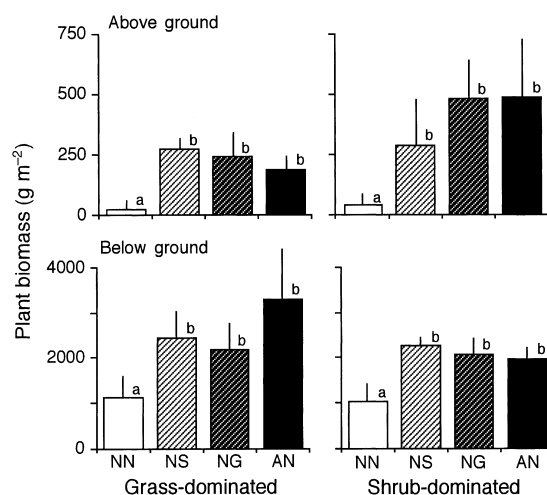 Above ground
750
500
250
0
a
b
b
b
a
b
b
b
Plant biomass (g m⁻²)
Below ground
4000
2000
0
a
b
b
b
a
b
b
b
NN NS NG AN NN NS NG AN
Grass-dominated Shrub-dominated